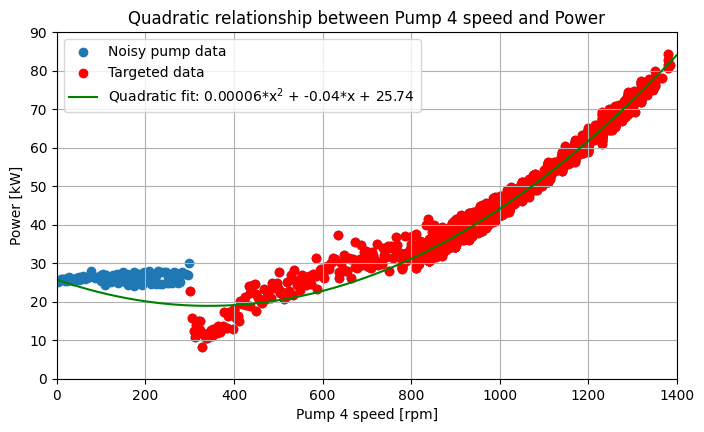 Quadratic relationship between Pump 4 speed and Power
90
80
70
60
50
40
30
20
10
0
Power [kW]
Noisy pump data
Targeted data
Quadratic fit: 0.00006*x² + -0.04*x + 25.74
0 200 400 600 800 1000 1200 1400
Pump 4 speed [rpm]